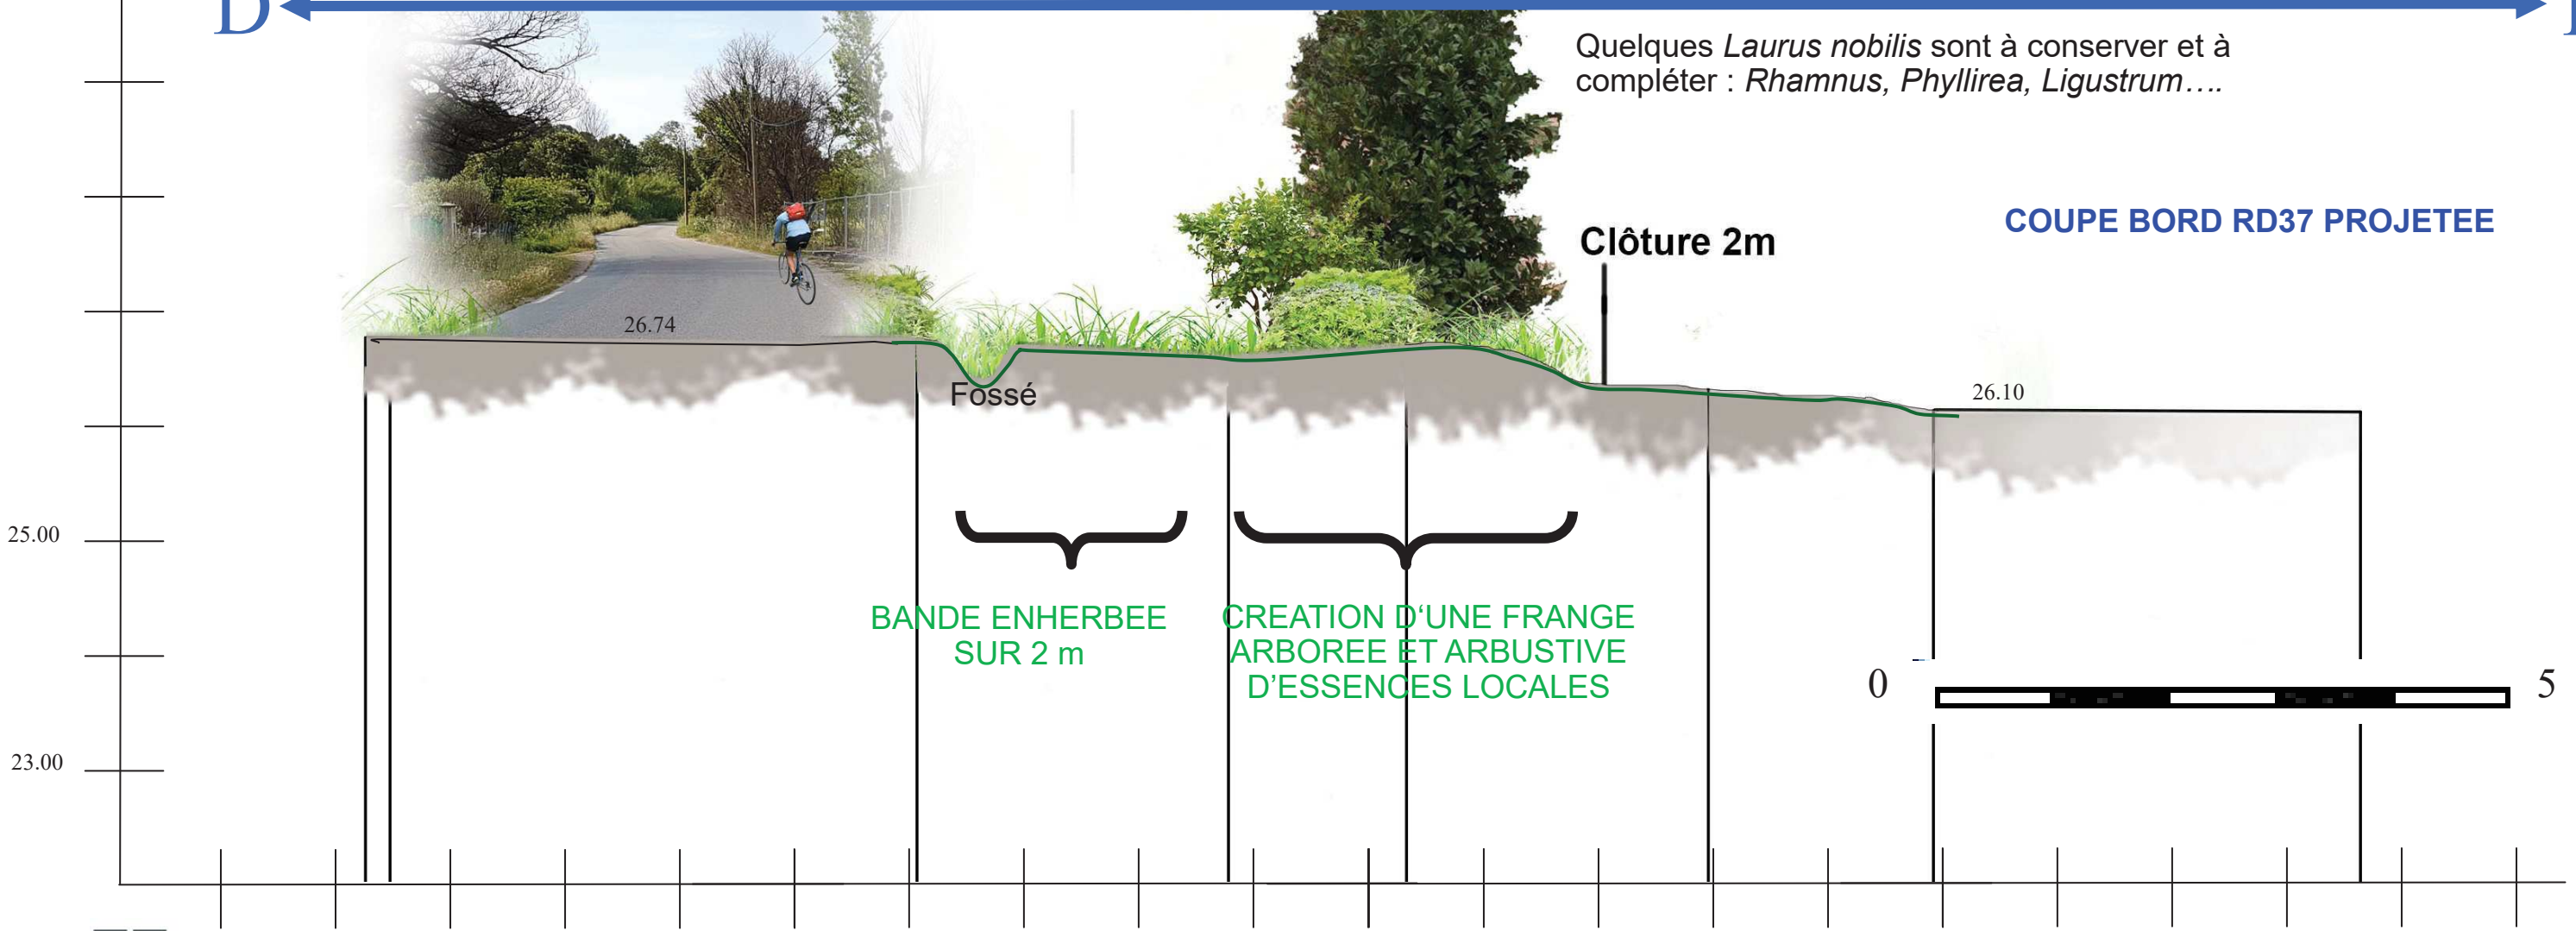 D
Quelques Laurus nobilis sont à conserver et à
compléter : Rhamnus, Phyllirea, Ligustrum....
COUPE BORD RD37 PROJETEE
Clôture 2m
26.74
Fossé
26.10
25.00
BANDE ENHERBEE
SUR 2 m
CREATION D‘UNE FRANGE
ARBOREE ET ARBUSTIVE
D’ESSENCES LOCALES
0
5
23.00